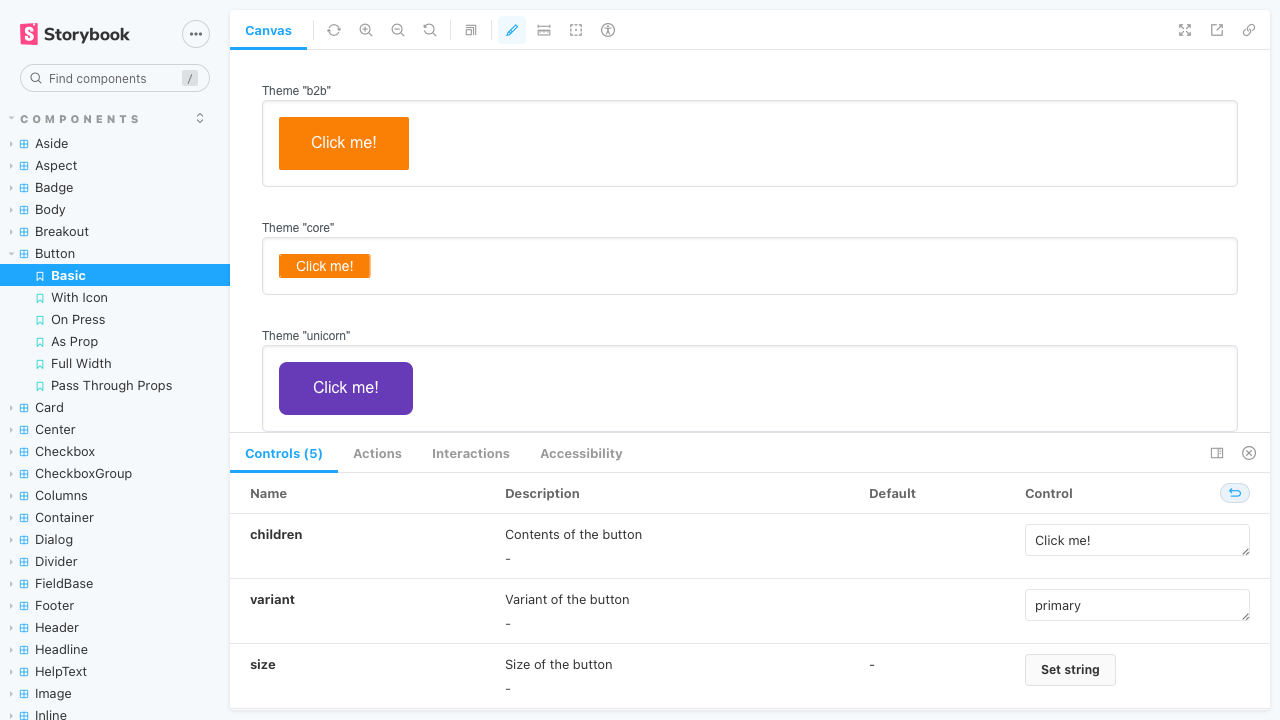 Storybook
Find components
/
COMPONENTS
Aside
Aspect
Badge
Body
Breakout
Button
Basic
With Icon
On Press
As Prop
Full Width
Pass Through Props
Card
Center
Checkbox
CheckboxGroup
Columns
Container
Dialog
Divider
FieldBase
Footer
Header
Headline
HelpText
Image
Inline
Canvas
Theme "b2b"
Click me!
Theme "core"
Click me!
Theme "unicorn"
Click me!
Controls (5) Actions Interactions Accessibility
Name Description Default Control
children Contents of the button Click me!
-
variant Variant of the button primary
-
size Size of the button - Set string
-